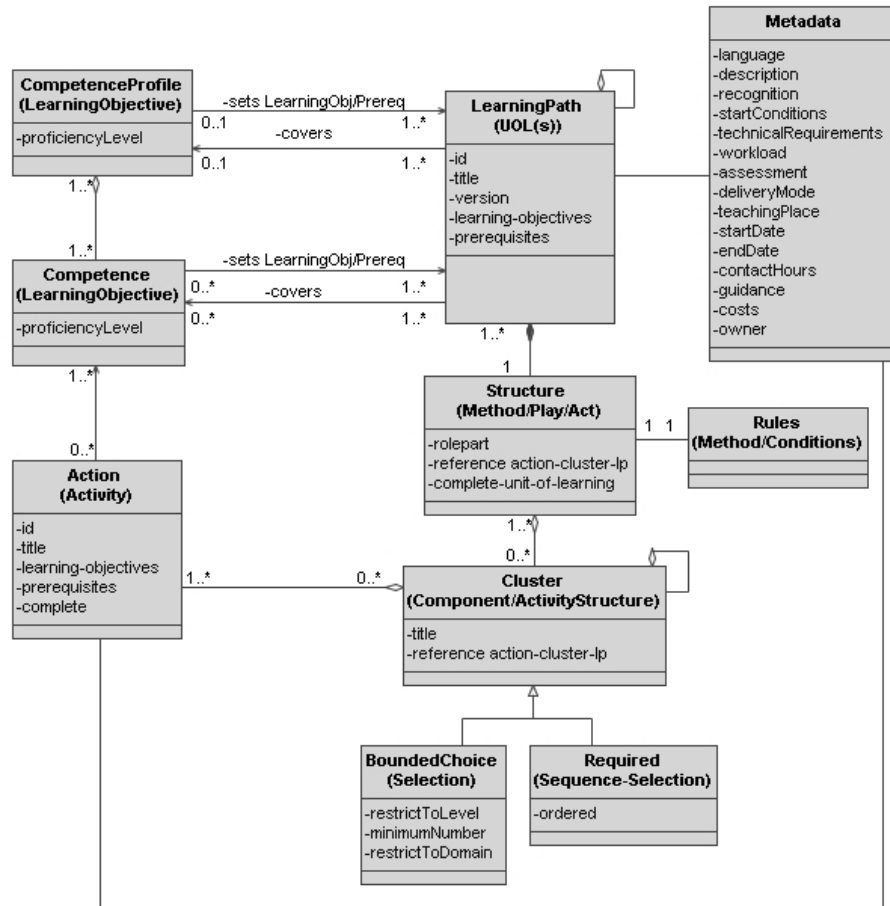 Metadata
-language
-description
-recognition
-startConditions
-technicalRequirements
-workload
-assessment
-deliveryMode
-teachingPlace
-startDate
-endDate
-contactHours
-guidance
-costs
-owner
CompetenceProfile
(LearningObjective)
-proficiencyLevel
-sets LearningObj/Prereq
0..1
1..*
-covers
0..1
1..*
LearningPath
(UOL(s))
-id
-title
-version
-learning-objectives
-prerequisites
1..*
1..*
Competence
(LearningObjective)
-proficiencyLevel
-sets LearningObj/Prereq
0..*
1..*
-covers
0..*
1..*
1..*
1
1..*
0..*
Structure
(Method/Play/Act)
-rolepart
-reference action-cluster-lp
-complete-unit-of-learning
1 1
Rules
(Method/Conditions)
Action
(Activity)
-id
-title
-learning-objectives
-prerequisites
-complete
1..*
0..*
1..*
0..*
Cluster
(Component/ActivityStructure)
-title
-reference action-cluster-lp
BoundedChoice
(Selection)
-restrictToLevel
-minimumNumber
-restrictToDomain
Required
(Sequence-Selection)
-ordered